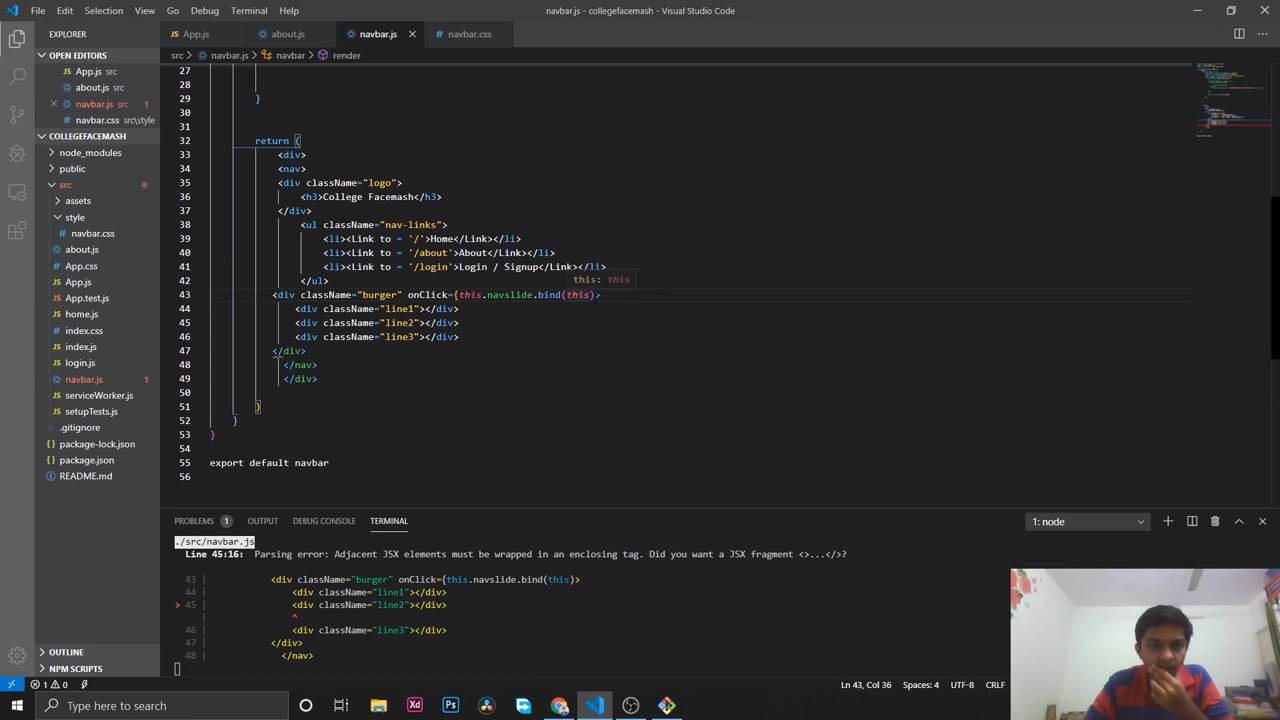 File Edit Selection View Go Debug Terminal Help navbar.js - collegefacemash - Visual Studio Code
EXPLORER App.js about.js navbar.js navbar.css
OPEN EDITORS src > navbar.js > navbar > render
App.js src
about.js src
navbar.js src 1
navbar.css src\style
COLLEGEFACEMASH
node_modules
public
src
assets
style
navbar.css
about.js
App.css
App.js
App.test.js
home.js
index.css
index.js
login.js
navbar.js 1
serviceWorker.js
setupTests.js
.gitignore
package-lock.json
package.json
README.md
OUTLINE
NPM SCRIPTS
27
28
29 }
30
31
32 return (
33 <div>
34 <nav>
35 <div className="logo">
36 <h3>College Facemash</h3>
37 </div>
38 <ul className="nav-links">
39 <li><Link to = '/'>Home</Link></li>
40 <li><Link to = '/about'>About</Link></li>
41 <li><Link to = '/login'>Login / Signup</Link></li>
this: this
42 </ul>
43 <div className="burger" onClick={this.navslide.bind(this)>
44 <div className="line1"></div>
45 <div className="line2"></div>
46 <div className="line3"></div>
47 </div>
48 </nav>
49 </div>
50
51 )
52 }
53 }
54
55 export default navbar
56
PROBLEMS 1 OUTPUT DEBUG CONSOLE TERMINAL 1: node
./src/navbar.js
Line 45:16: Parsing error: Adjacent JSX elements must be wrapped in an enclosing tag. Did you want a JSX fragment <>...</>?
43 | <div className="burger" onClick={this.navslide.bind(this)>
44 | <div className="line1"></div>
> 45 | <div className="line2"></div>
| ^
46 | <div className="line3"></div>
47 | </div>
48 | </nav>
1 0 Ln 43, Col 36 Spaces: 4 UTF-8 CRLF
Type here to search Xd Ps